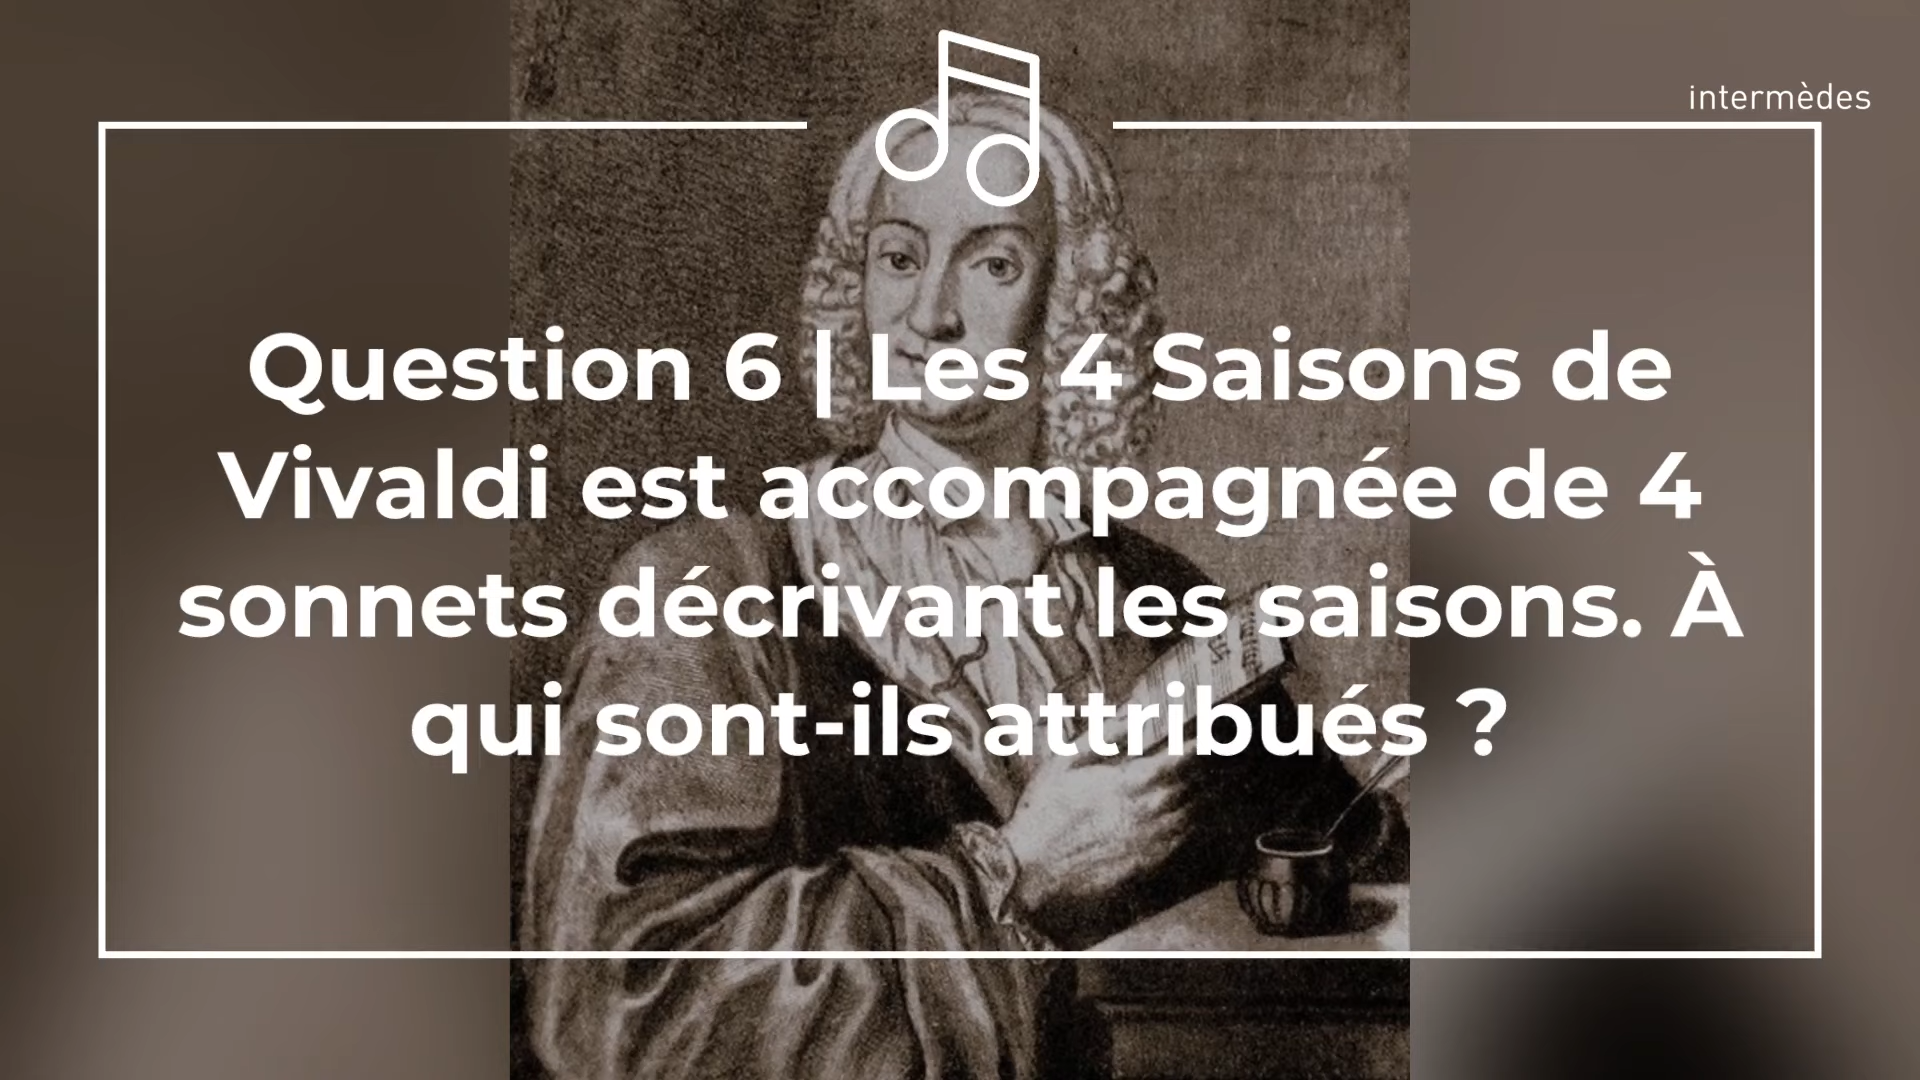 intermèdes
Question 6 | Les 4 Saisons de
Vivaldi est accompagnée de 4
sonnets décrivant les saisons. À
qui sont-ils attribués ?